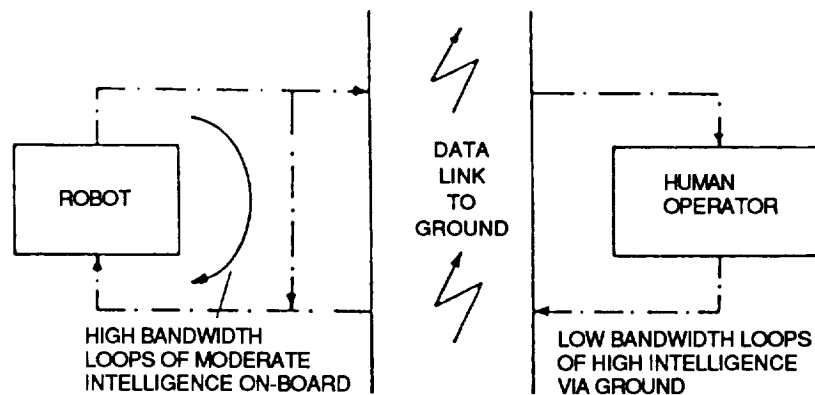 ROBOT
HIGH BANDWIDTH
LOOPS OF MODERATE
INTELLIGENCE ON-BOARD
DATA
LINK
TO
GROUND
HUMAN
OPERATOR
LOW BANDWIDTH LOOPS
OF HIGH INTELLIGENCE
VIA GROUND